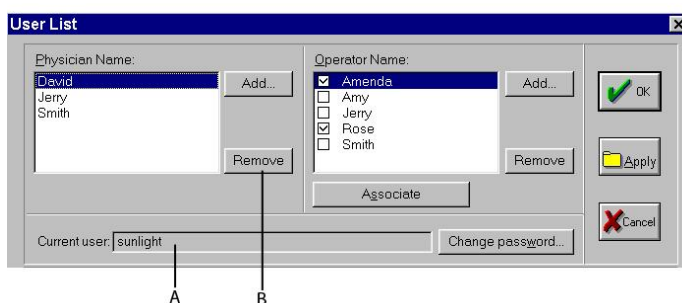 User List
Physician Name:
David
Jerry
Smith
Add...
Remove
Operator Name:
Amenda
Amy
Jerry
Rose
Smith
Add...
Remove
Associate
OK
Apply
Cancel
Current user: sunlight
Change password...
A
B